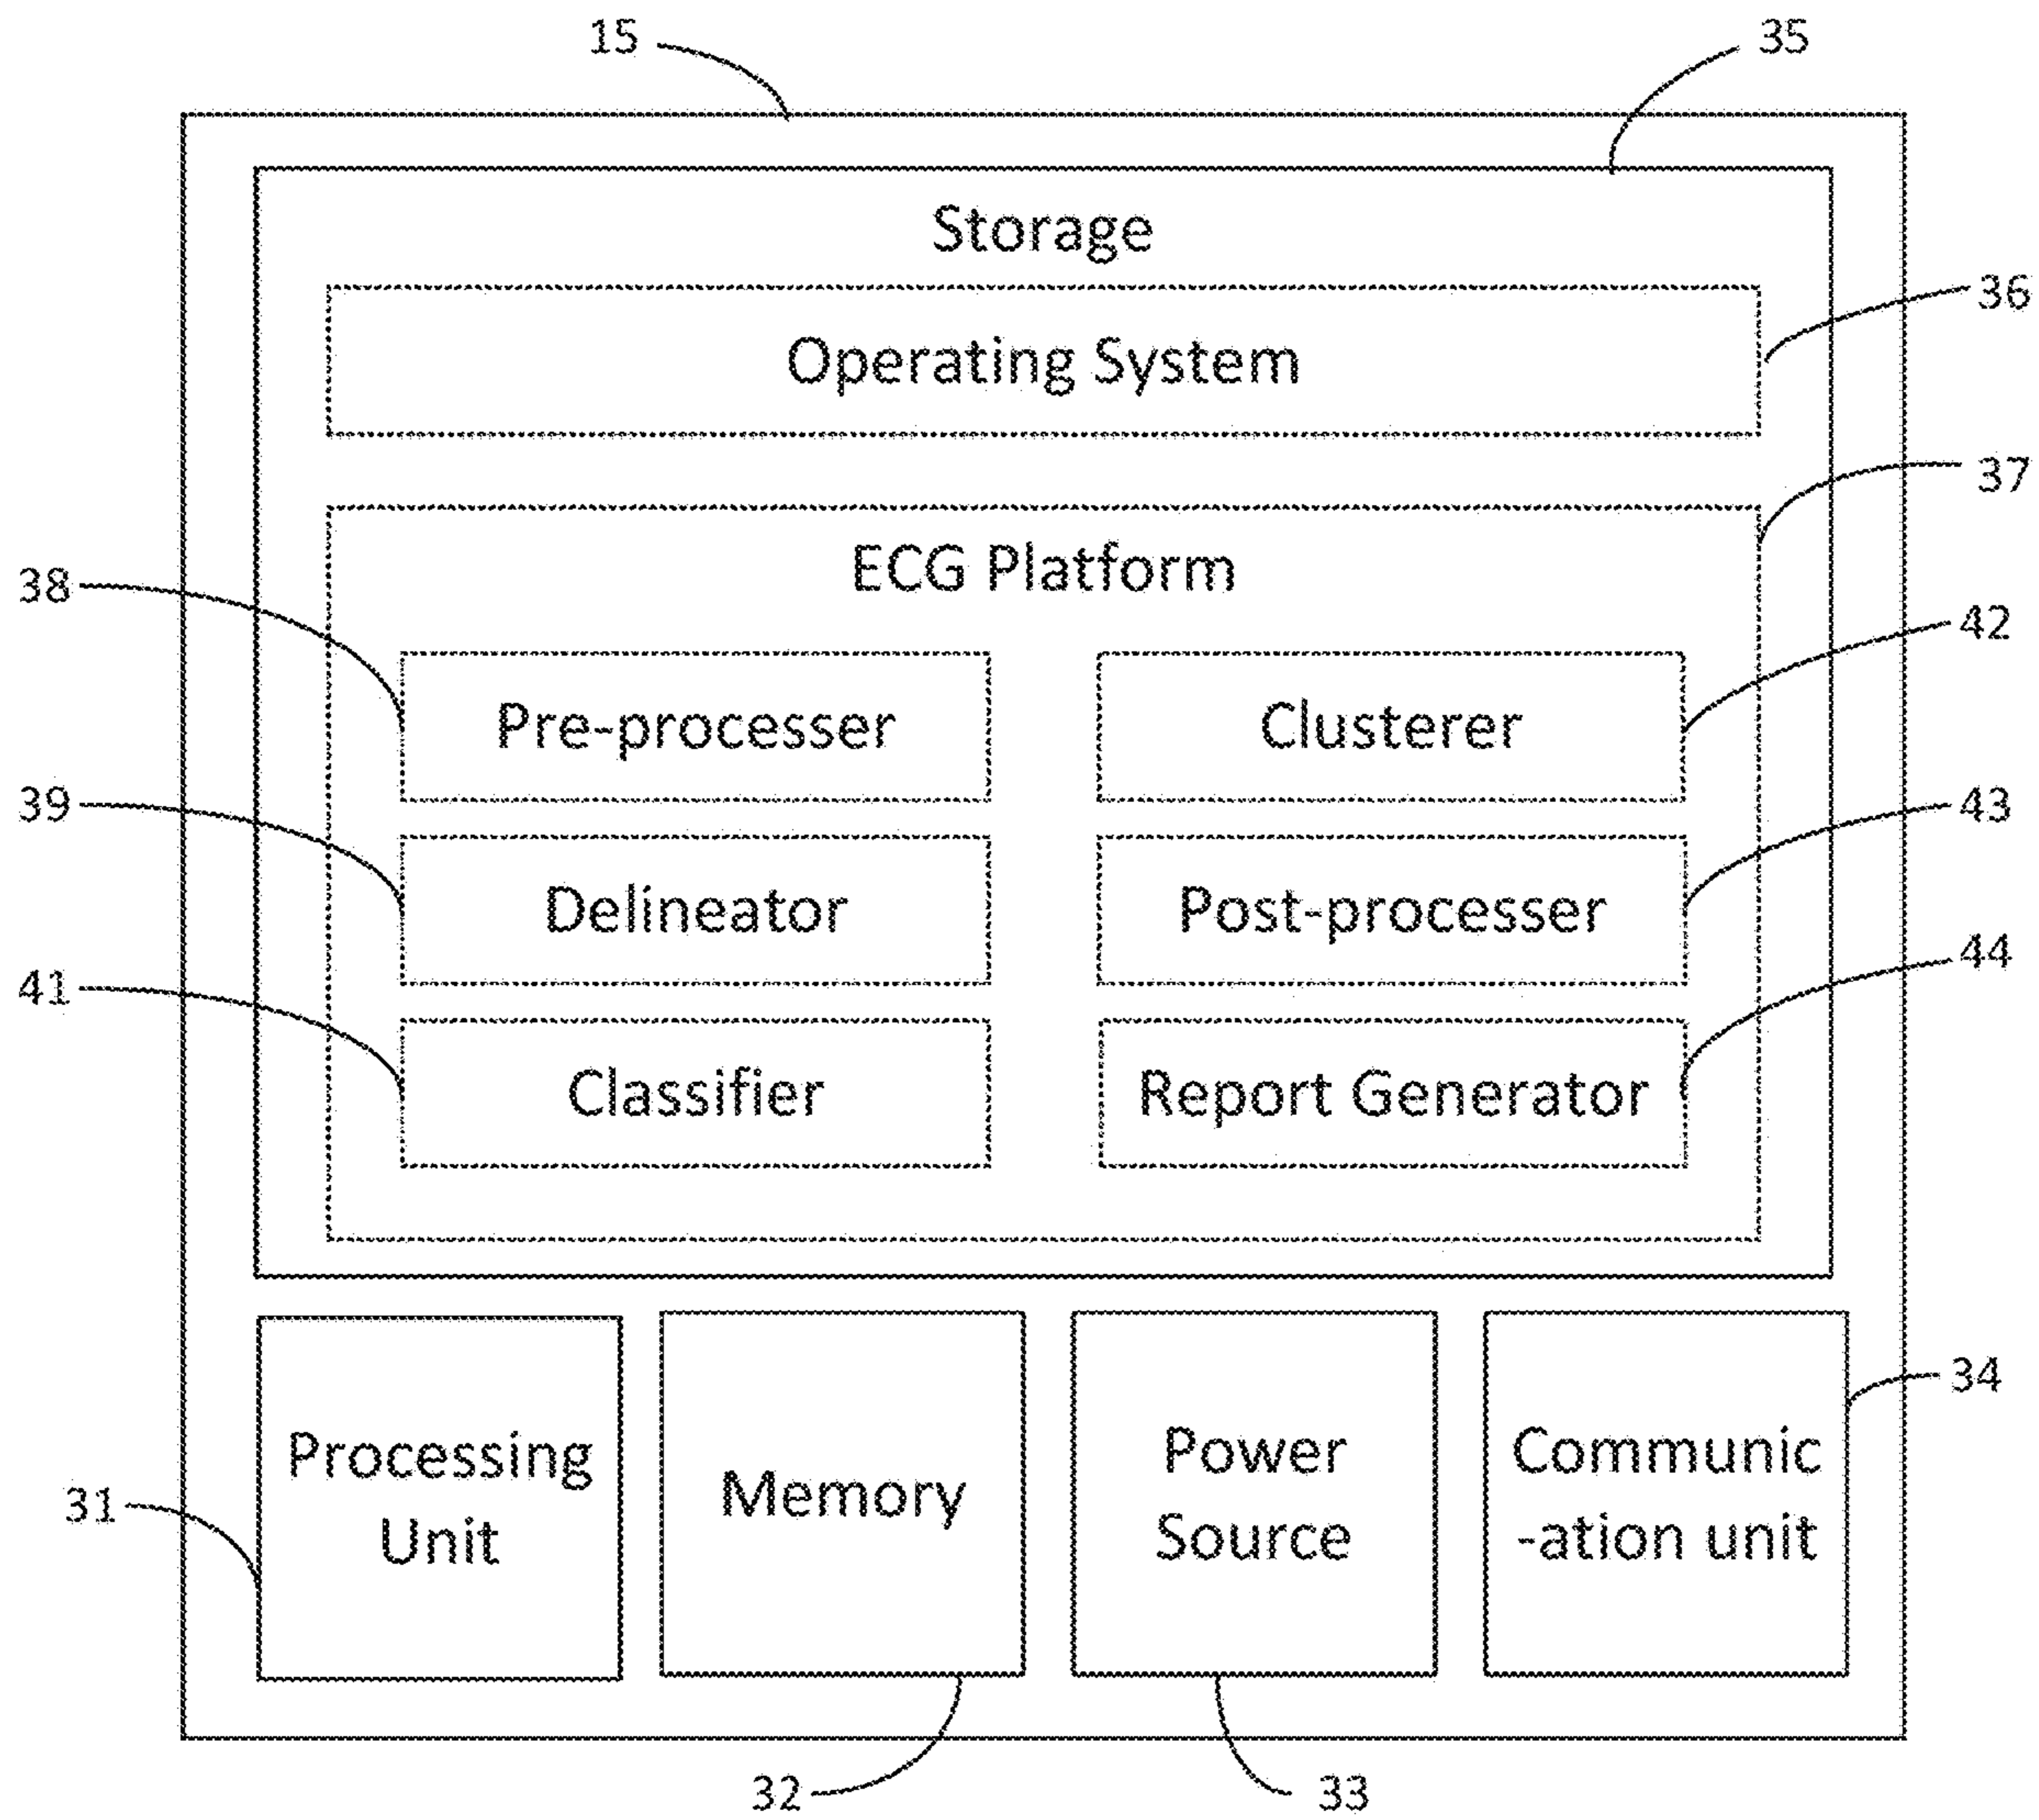 15
35
Storage
36
Operating System
37
ECG Platform
38
42
Pre-processer
Clusterer
39
43
Delineator
Post-processer
41
44
Classifier
Report Generator
34
Processing
Unit
Memory
Power
Source
Communic
-ation unit
31
32
33